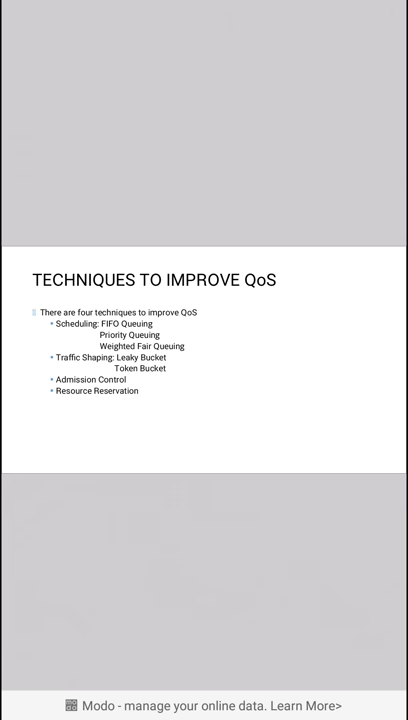 TECHNIQUES TO IMPROVE QoS
There are four techniques to improve QoS
• Scheduling: FIFO Queuing
Priority Queuing
Weighted Fair Queuing
• Traffic Shaping: Leaky Bucket
Token Bucket
• Admission Control
• Resource Reservation
Modo - manage your online data. Learn More>